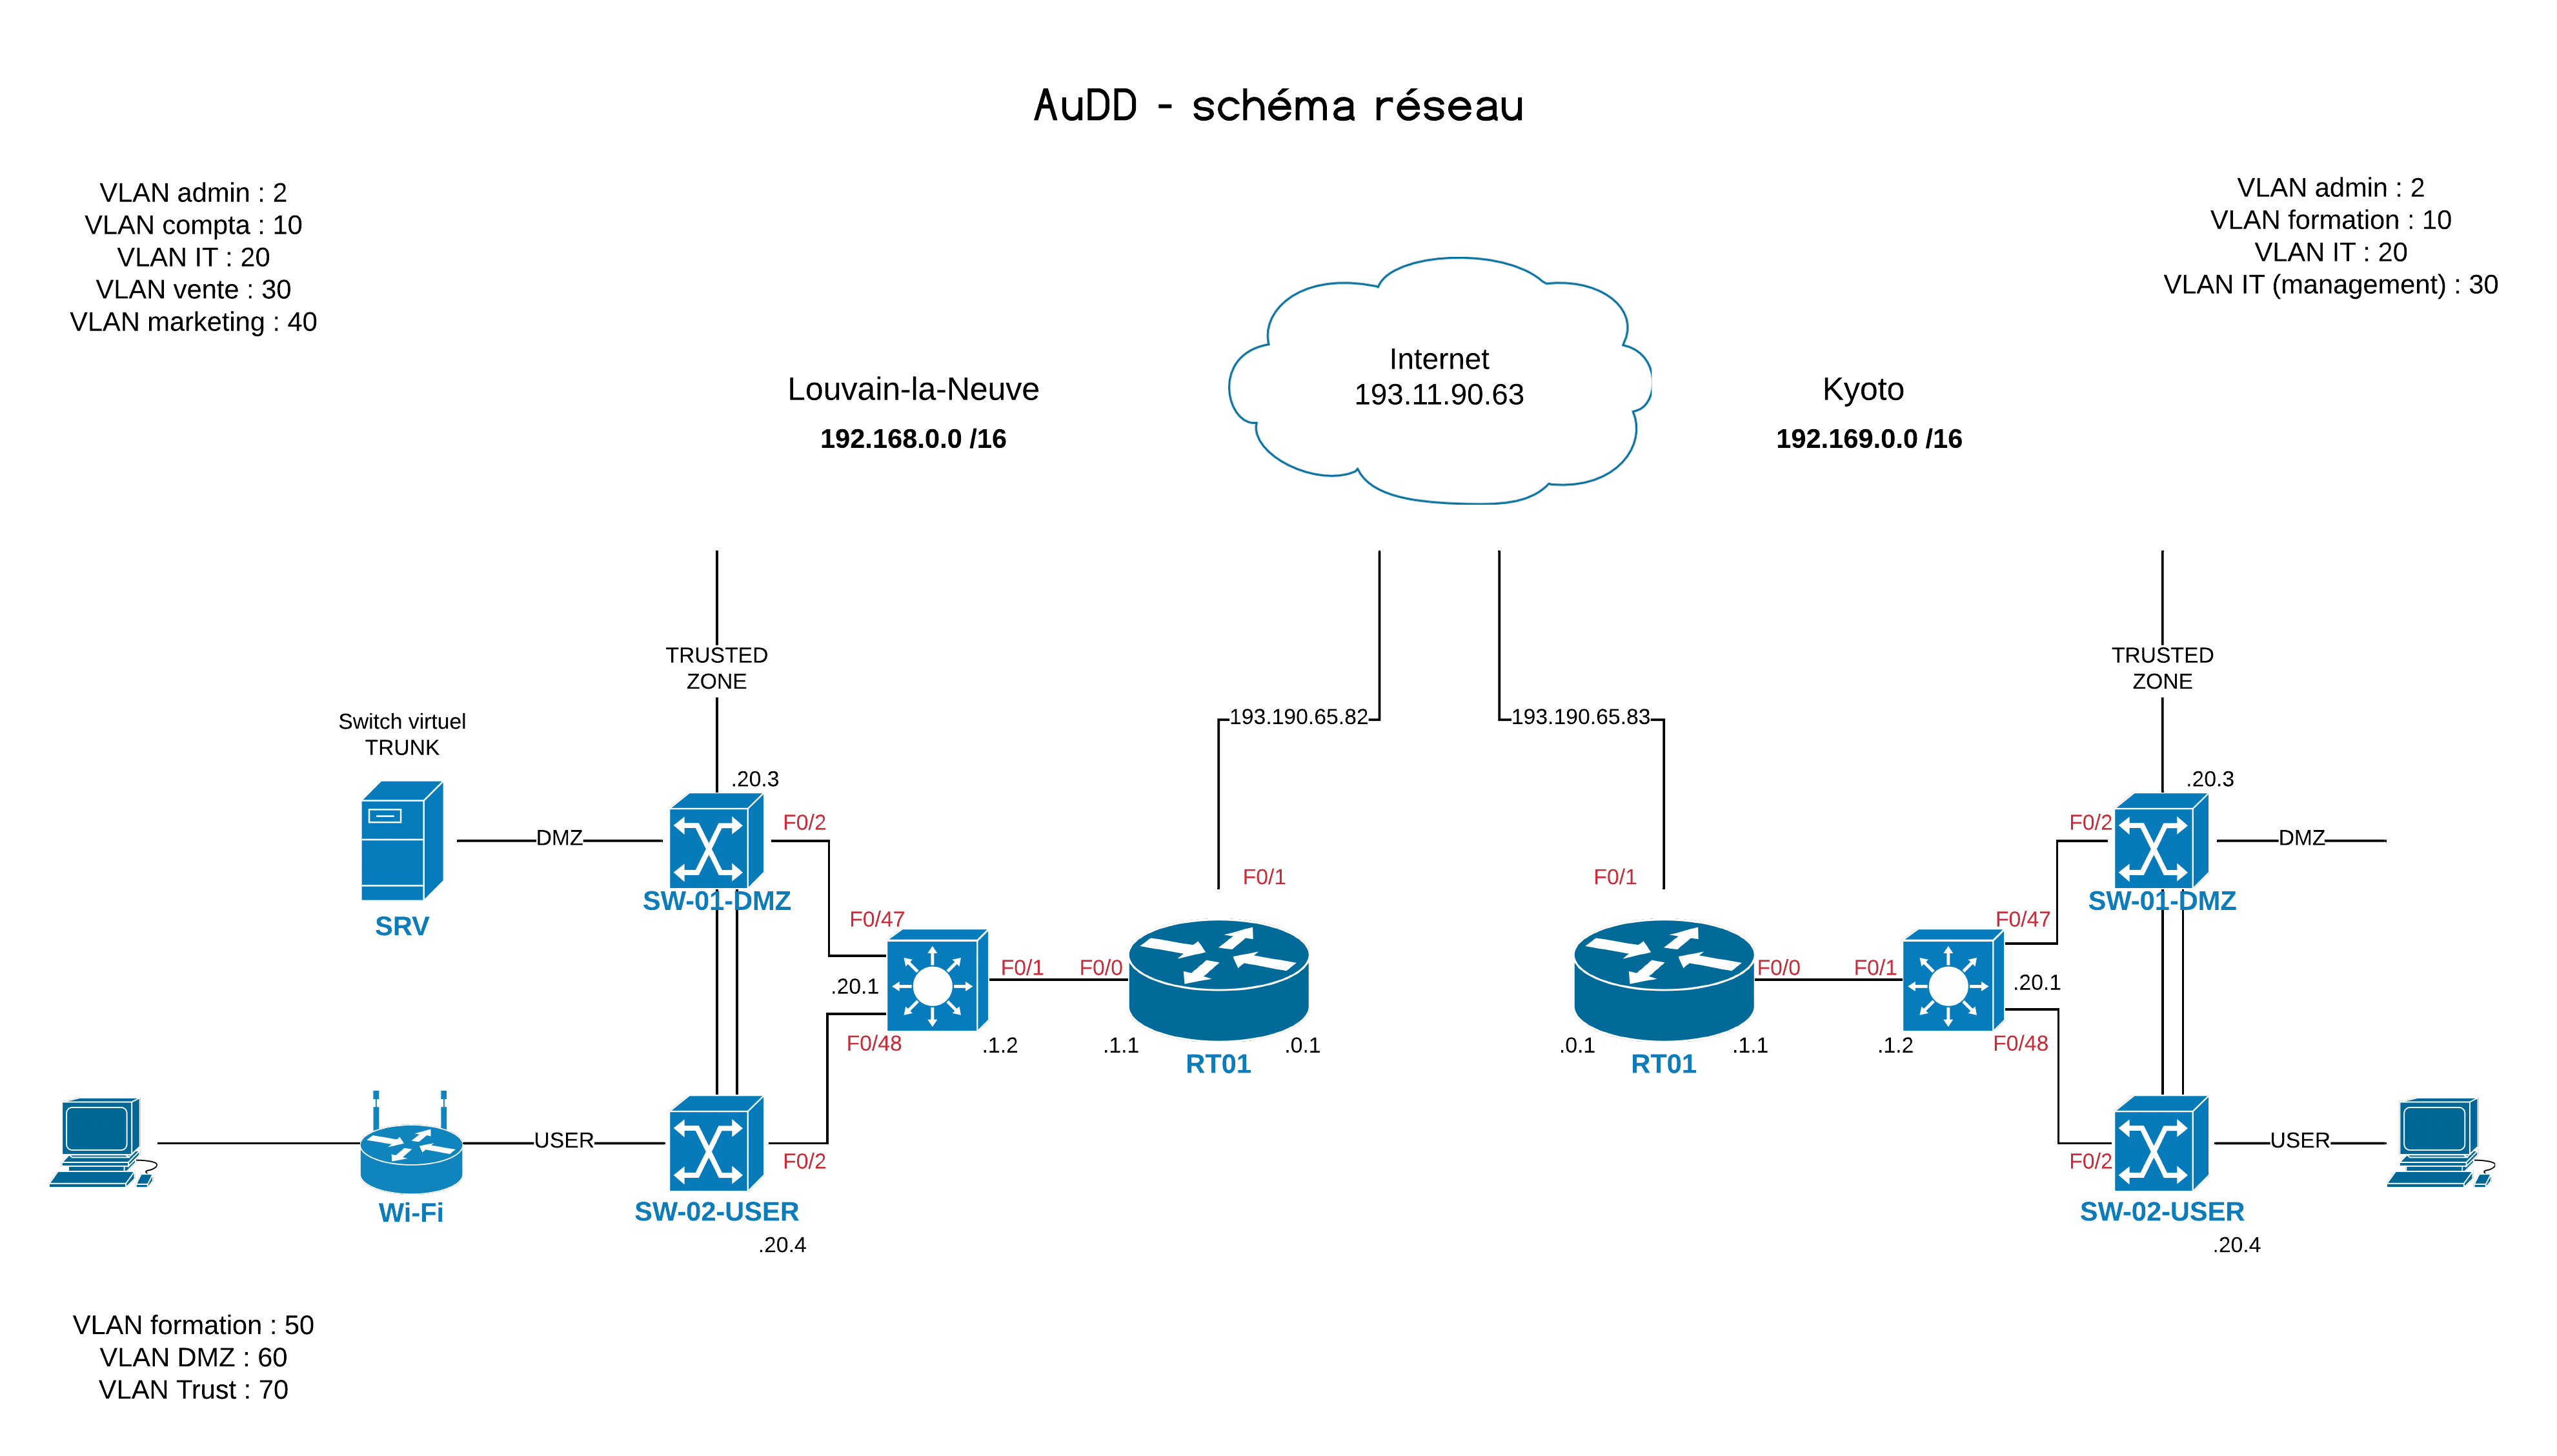 AuDD - schéma réseau
VLAN admin : 2
VLAN compta : 10
VLAN IT : 20
VLAN vente : 30
VLAN marketing : 40
VLAN admin : 2
VLAN formation : 10
VLAN IT : 20
VLAN IT (management) : 30
Louvain-la-Neuve
192.168.0.0 /16
Internet
193.11.90.63
Kyoto
192.169.0.0 /16
TRUSTED
ZONE
Switch virtuel
TRUNK
SRV
DMZ
.20.3
F0/2
SW-01-DMZ
F0/47
.20.1
F0/48
.1.2
F0/1
F0/0
.1.1
RT01
.0.1
F0/1
193.190.65.82
Wi-Fi
USER
SW-02-USER
F0/2
.20.4
193.190.65.83
F0/1
.0.1
RT01
.1.1
F0/0
F0/1
.1.2
F0/47
.20.1
F0/48
TRUSTED
ZONE
.20.3
F0/2
SW-01-DMZ
DMZ
F0/2
SW-02-USER
.20.4
USER
VLAN formation : 50
VLAN DMZ : 60
VLAN Trust : 70